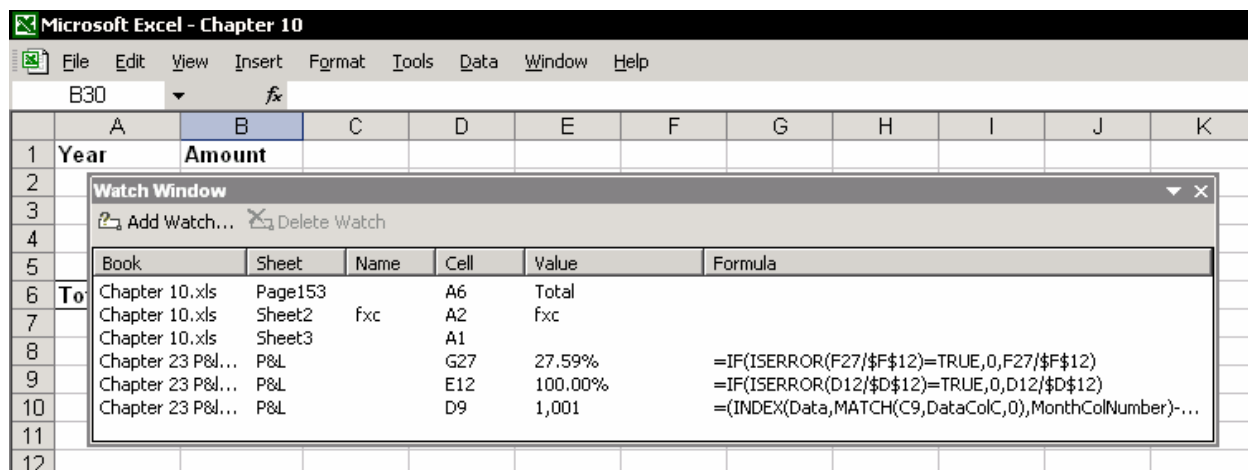 Microsoft Excel - Chapter 10
File Edit View Insert Format Tools Data Window Help
B30 fx
A B C D E F G H I J K
1 Year Amount
2
Watch Window
3
Add Watch... Delete Watch
4
5
Book Sheet Name Cell Value Formula
6 To
Chapter 10.xls Page153 A6 Total
7
Chapter 10.xls Sheet2 fxc A2 fxc
Chapter 10.xls Sheet3 A1
8
Chapter 23 P&l... P&L G27 27.59% =IF(ISERROR(F27/$F$12)=TRUE,0,F27/$F$12)
9
Chapter 23 P&l... P&L E12 100.00% =IF(ISERROR(D12/$D$12)=TRUE,0,D12/$D$12)
10
Chapter 23 P&l... P&L D9 1,001 =(INDEX(Data,MATCH(C9,DataColC,0),MonthColNumber)-...
11
12